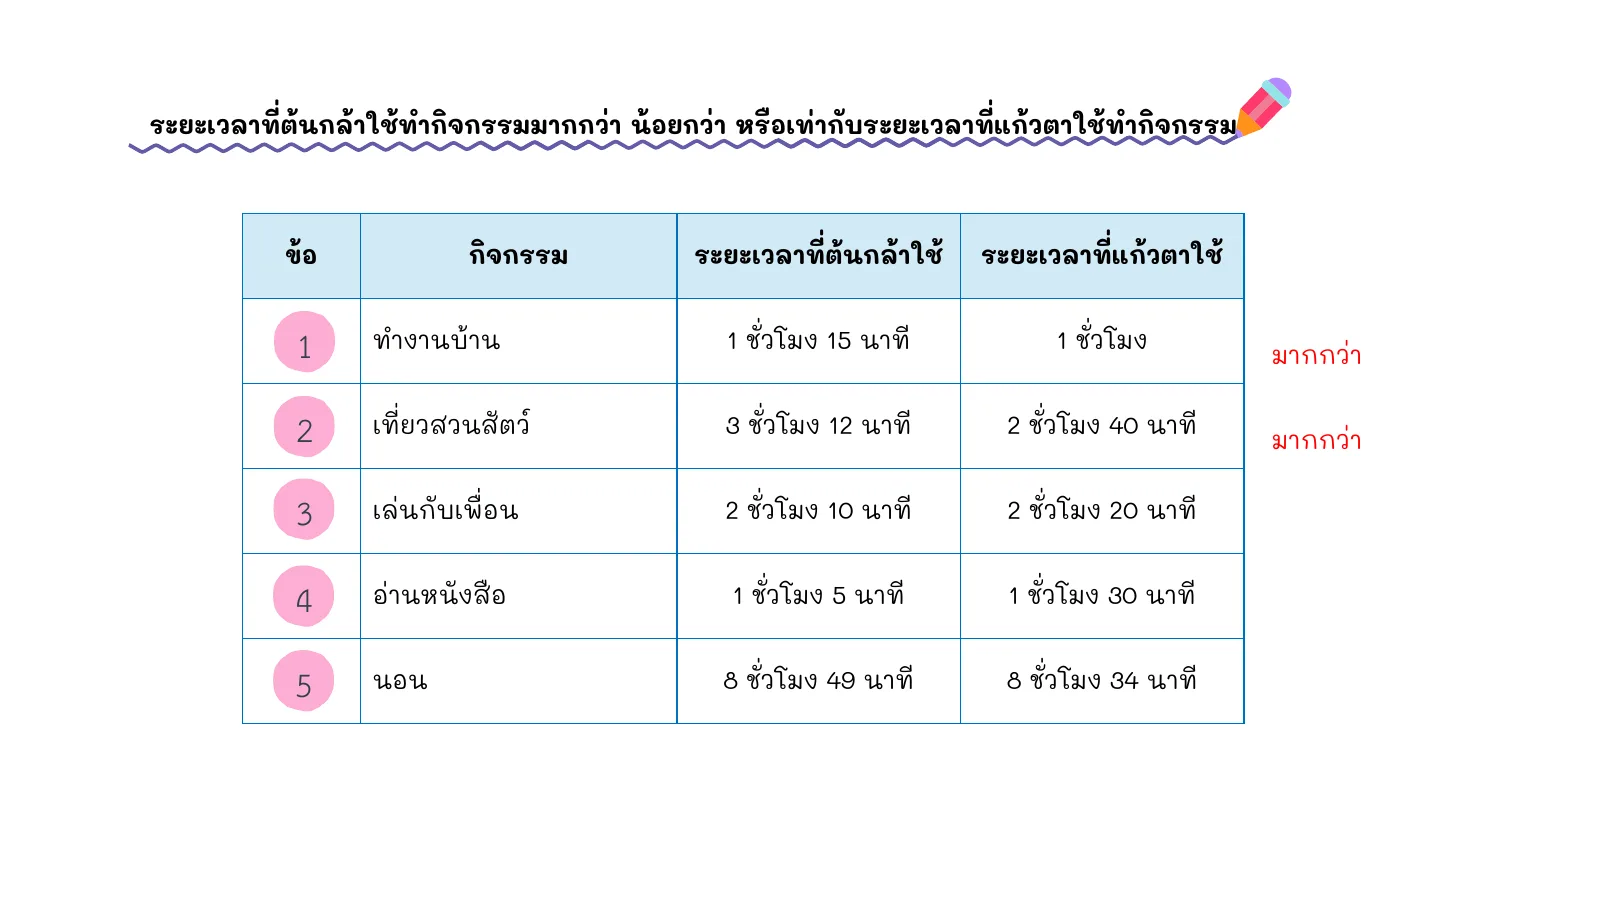 ระยะเวลาที่ต้นกล้าใช้ทำกิจกรรมมากกว่า น้อยกว่า หรือเท่ากับระยะเวลาที่แก้วตาใช้ทำกิจกรรม
ข้อ กิจกรรม ระยะเวลาที่ต้นกล้าใช้ ระยะเวลาที่แก้วตาใช้
1 ทำงานบ้าน 1 ชั่วโมง 15 นาที 1 ชั่วโมง มากกว่า
2 เที่ยวสวนสัตว์ 3 ชั่วโมง 12 นาที 2 ชั่วโมง 40 นาที มากกว่า
3 เล่นกับเพื่อน 2 ชั่วโมง 10 นาที 2 ชั่วโมง 20 นาที
4 อ่านหนังสือ 1 ชั่วโมง 5 นาที 1 ชั่วโมง 30 นาที
5 นอน 8 ชั่วโมง 49 นาที 8 ชั่วโมง 34 นาที